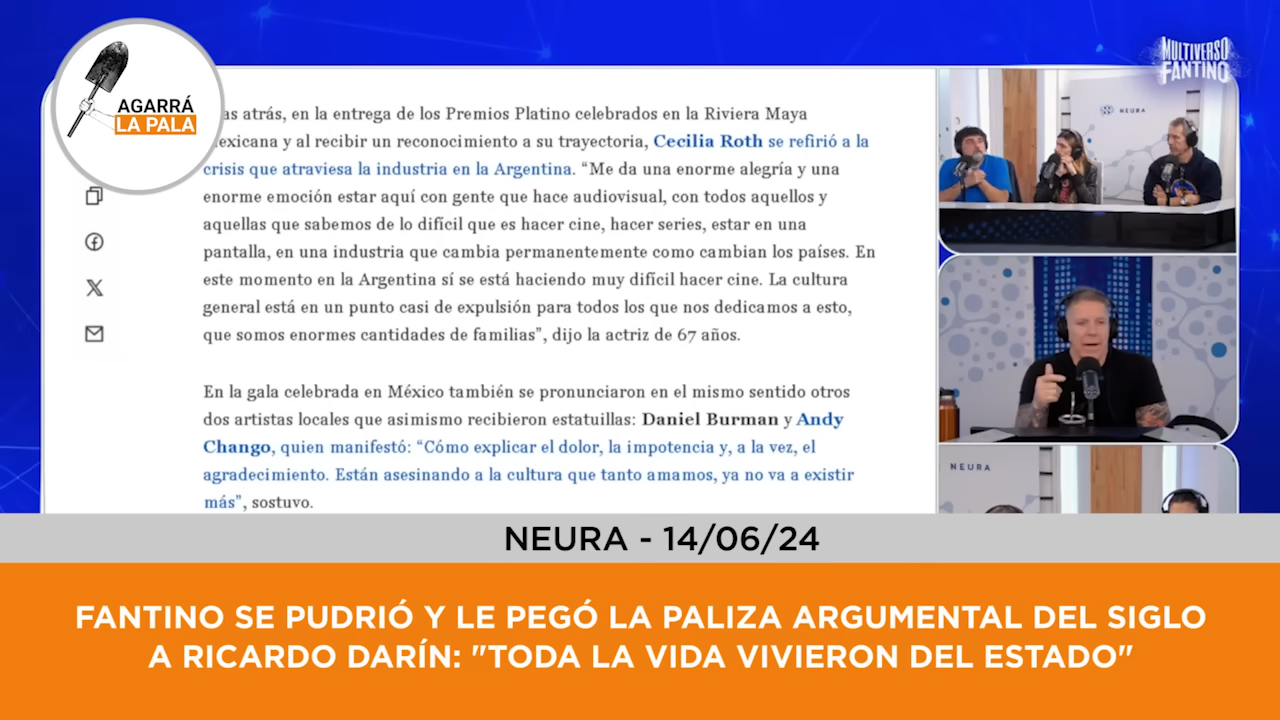 MULTIVERSO
FANTINO
AGARRÁ
LA PALA
as atrás, en la entrega de los Premios Platino celebrados en la Riviera Maya
exicana y al recibir un reconocimiento a su trayectoria, Cecilia Roth se refirió a la
crisis que atraviesa la industria en la Argentina. “Me da una enorme alegría y una
enorme emoción estar aquí con gente que hace audiovisual, con todos aquellos y
aquellas que sabemos de lo difícil que es hacer cine, hacer series, estar en una
pantalla, en una industria que cambia permanentemente como cambian los países. En
este momento en la Argentina sí se está haciendo muy difícil hacer cine. La cultura
general está en un punto casi de expulsión para todos los que nos dedicamos a esto,
que somos enormes cantidades de familias”, dijo la actriz de 67 años.
En la gala celebrada en México también se pronunciaron en el mismo sentido otros
dos artistas locales que asimismo recibieron estatuillas: Daniel Burman y Andy
Chango, quien manifestó: “Cómo explicar el dolor, la impotencia y, a la vez, el
agradecimiento. Están asesinando a la cultura que tanto amamos, ya no va a existir
más”, sostuvo.
NEURA
NEURA
NEURA - 14/06/24
FANTINO SE PUDRIÓ Y LE PEGÓ LA PALIZA ARGUMENTAL DEL SIGLO
A RICARDO DARÍN: "TODA LA VIDA VIVIERON DEL ESTADO"